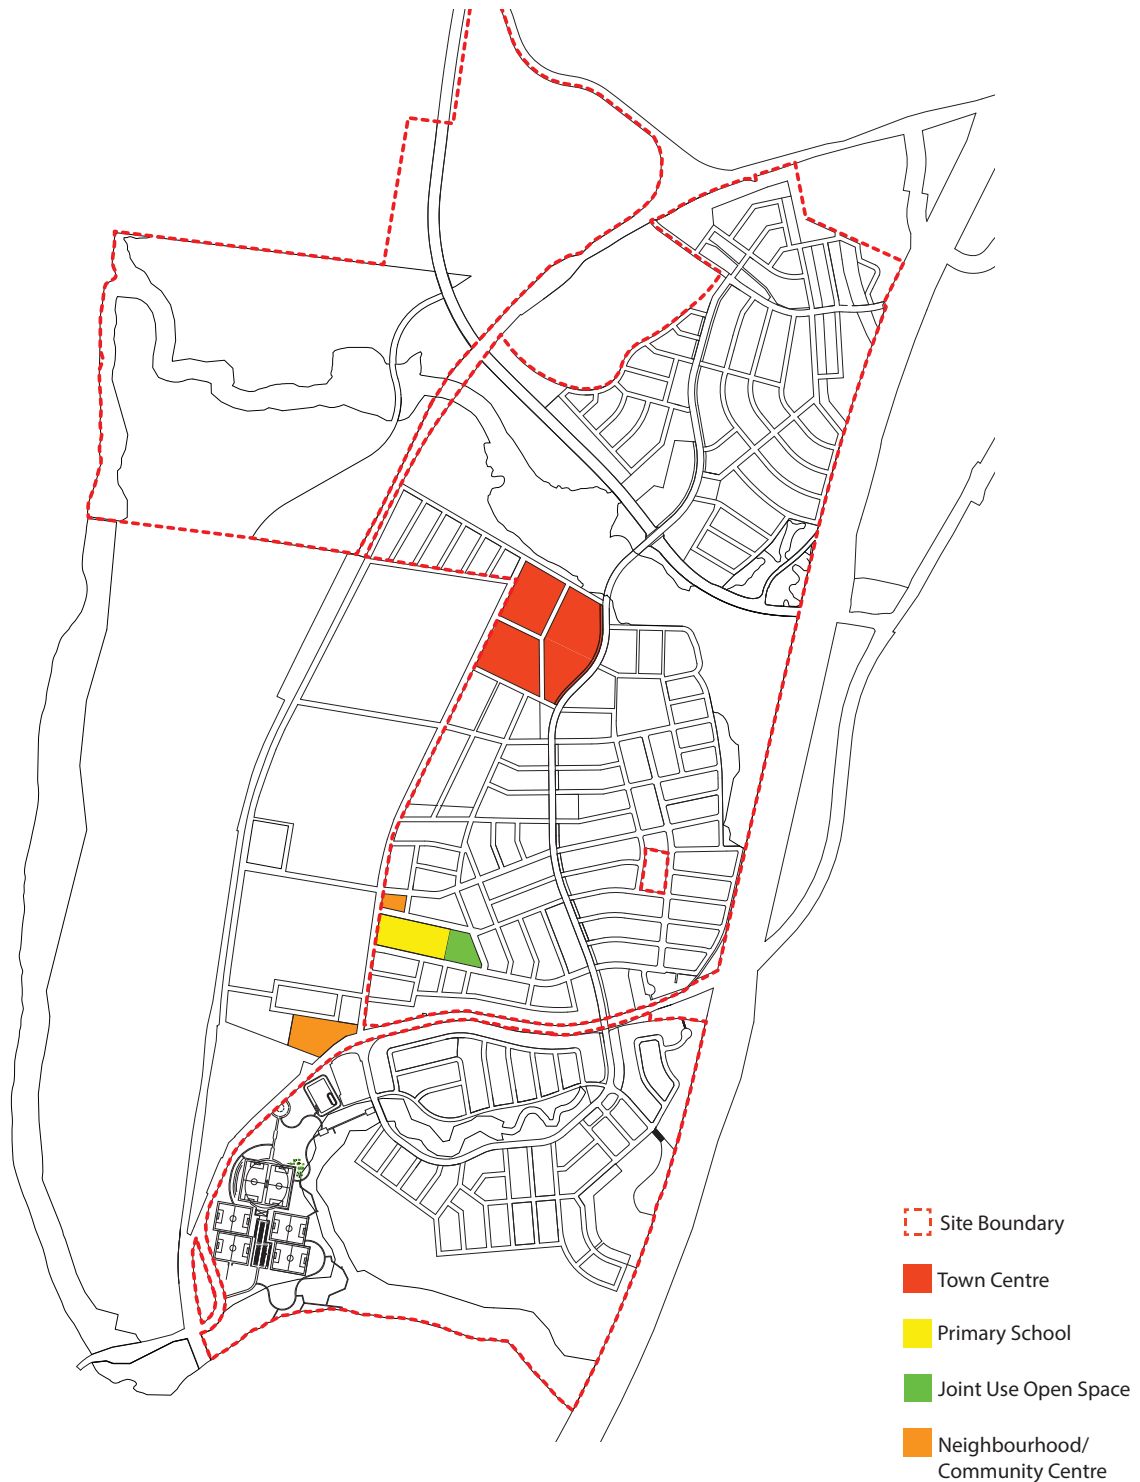 Site Boundary
Town Centre
Primary School
Joint Use Open Space
Neighbourhood/
Community Centre